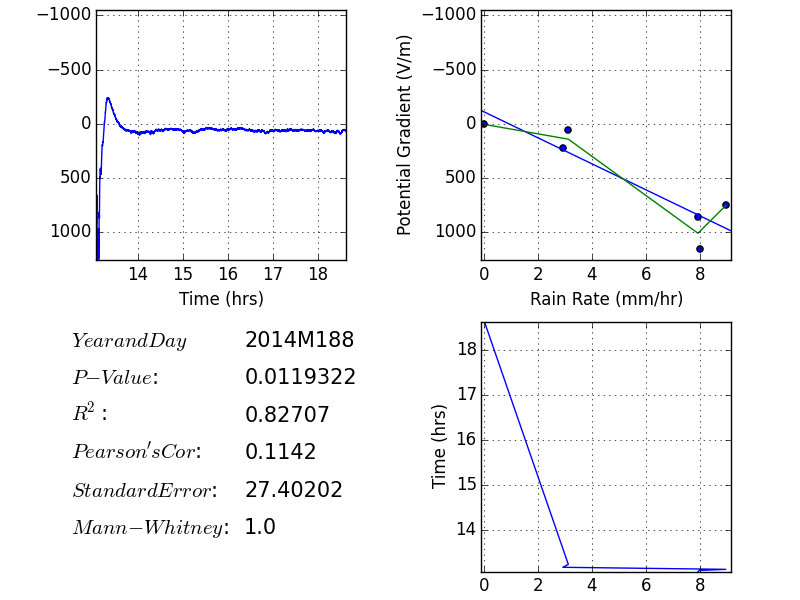 −1000
−500
0
500
1000
14 15 16 17 18
Time (hrs)
Potential Gradient (V/m)
−1000
−500
0
500
1000
0 2 4 6 8
Rain Rate (mm/hr)
YearandDay 2014M188
P−Value: 0.0119322
R²: 0.82707
Pearson'sCor: 0.1142
StandardError: 27.40202
Mann−Whitney: 1.0
Time (hrs)
18
17
16
15
14
0 2 4 6 8